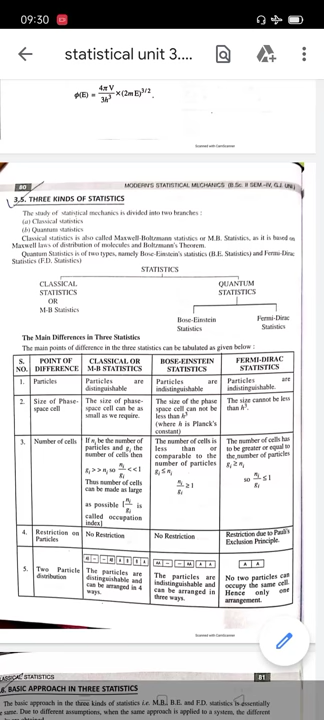 09:30
statistical unit 3....
ϕ(E) = 4π V / 3h³ ×(2m E)^3/2.
Scanned with CamScanner
80
MODERN'S STATISTICAL MECHANICS (B.Sc. II SEM.-IV, G.J. Uni)
3.5. THREE KINDS OF STATISTICS
The study of statistical mechanics is divided into two branches :
(a) Classical statistics
(b) Quantum statistics
Classical statistics is also called Maxwell-Boltzmann statistics or M.B. Statistics, as it is based on
Maxwell laws of distribution of molecules and Boltzmann's Theorem.
Quantum Statistics is of two types, namely Bose-Einstein's statistics (B.E. Statistics) and Fermi-Dirac
Statistics (F.D. Statistics)
STATISTICS
CLASSICAL
STATISTICS
OR
M-B Statistics
QUANTUM
STATISTICS
Bose-Einstein
Statistics
Fermi-Dirac
Statistics
The Main Differences in Three Statistics
The main points of difference in the three statistics can be tabulated as given below :
S. NO.
POINT OF DIFFERENCE
CLASSICAL OR M-B STATISTICS
BOSE-EINSTEIN STATISTICS
FERMI-DIRAC STATISTICS
1.
Particles
Particles are
distinguishable
Particles are
indistinguishable
Particles are
indistinguishable.
2.
Size of Phase-
space cell
The size of phase-
space cell can be as
small as we require.
The size of the phase
space cell not be
less than h³
(where h is Planck's
constant)
The size cannot be less
than h³.
3.
Number of cells
If nᵢ be the number of
particles and gᵢ the
number of cells then
gᵢ >> nᵢ so nᵢ/gᵢ <<1
Thus number of cells
can be made as large
as possible [nᵢ/gᵢ is
called occupation
index]
The number of cells is
less than or
comparable to the
number of particles
gᵢ ≤ nᵢ
nᵢ/gᵢ ≥ 1
The number of cells has
to be greater or equal to
the number of particles
gᵢ ≥ nᵢ
so nᵢ/gᵢ ≤ 1
4.
Restriction on
Particles
No Restriction
No Restriction
Restriction due to Pauli's
Exclusion Principle.
5.
Two Particle
distribution
The particles are
distinguishable and
can be arranged in 4
ways.
AA – – AA A A
The particles are
indistinguishable and
can be arranged in
three ways.
A A
No two particles can
occupy the same cell.
Hence only one
arrangement.
Scanned with CamScanner
STATISTICS
81
BASIC APPROACH IN THREE STATISTICS
The basic approach in the three kinds of statistics i.e. M.B., B.E. and F.D. statistics is essentially
same. Due to different assumptions, when the same approach is applied to a system, the different